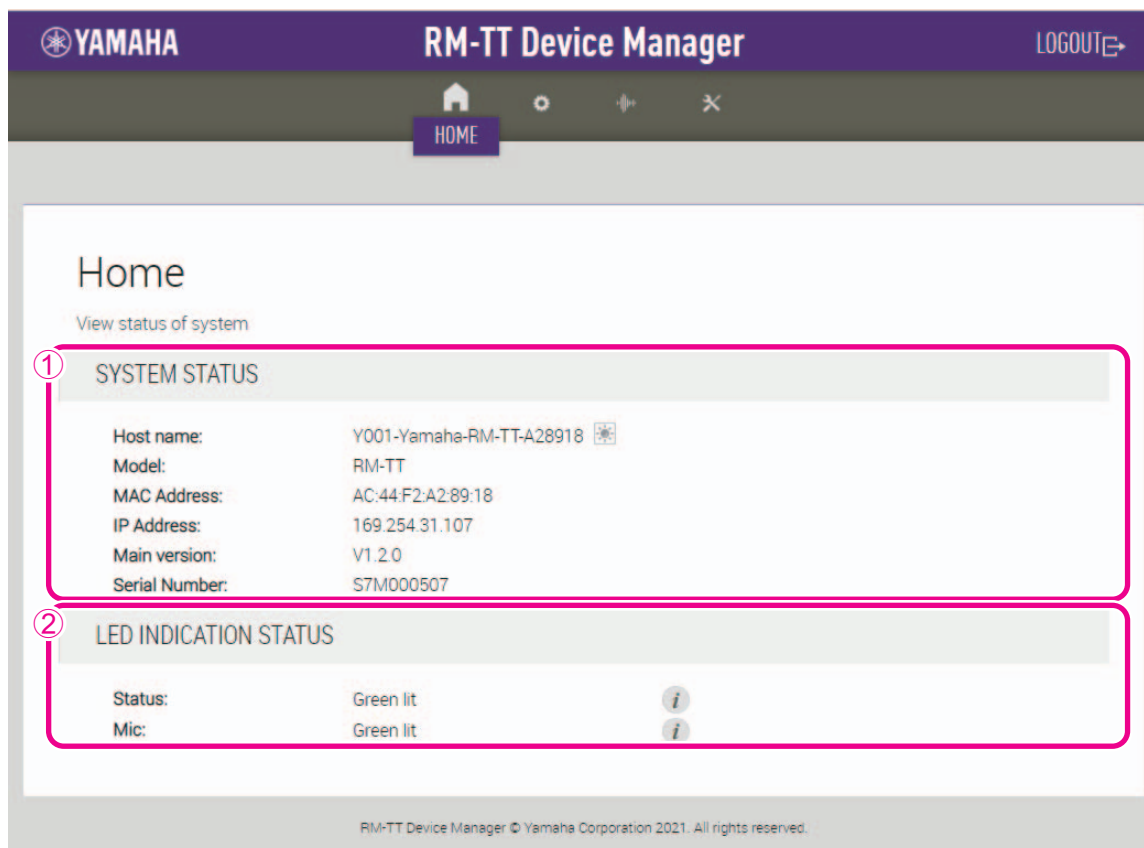 YAMAHA RM-TT Device Manager LOGOUT
HOME
Home
View status of system
① SYSTEM STATUS
Host name: Y001-Yamaha-RM-TT-A28918
Model: RM-TT
MAC Address: AC:44:F2:A2:89:18
IP Address: 169.254.31.107
Main version: V1.2.0
Serial Number: S7M000507
② LED INDICATION STATUS
Status: Green lit i
Mic: Green lit i
RM-TT Device Manager © Yamaha Corporation 2021. All rights reserved.